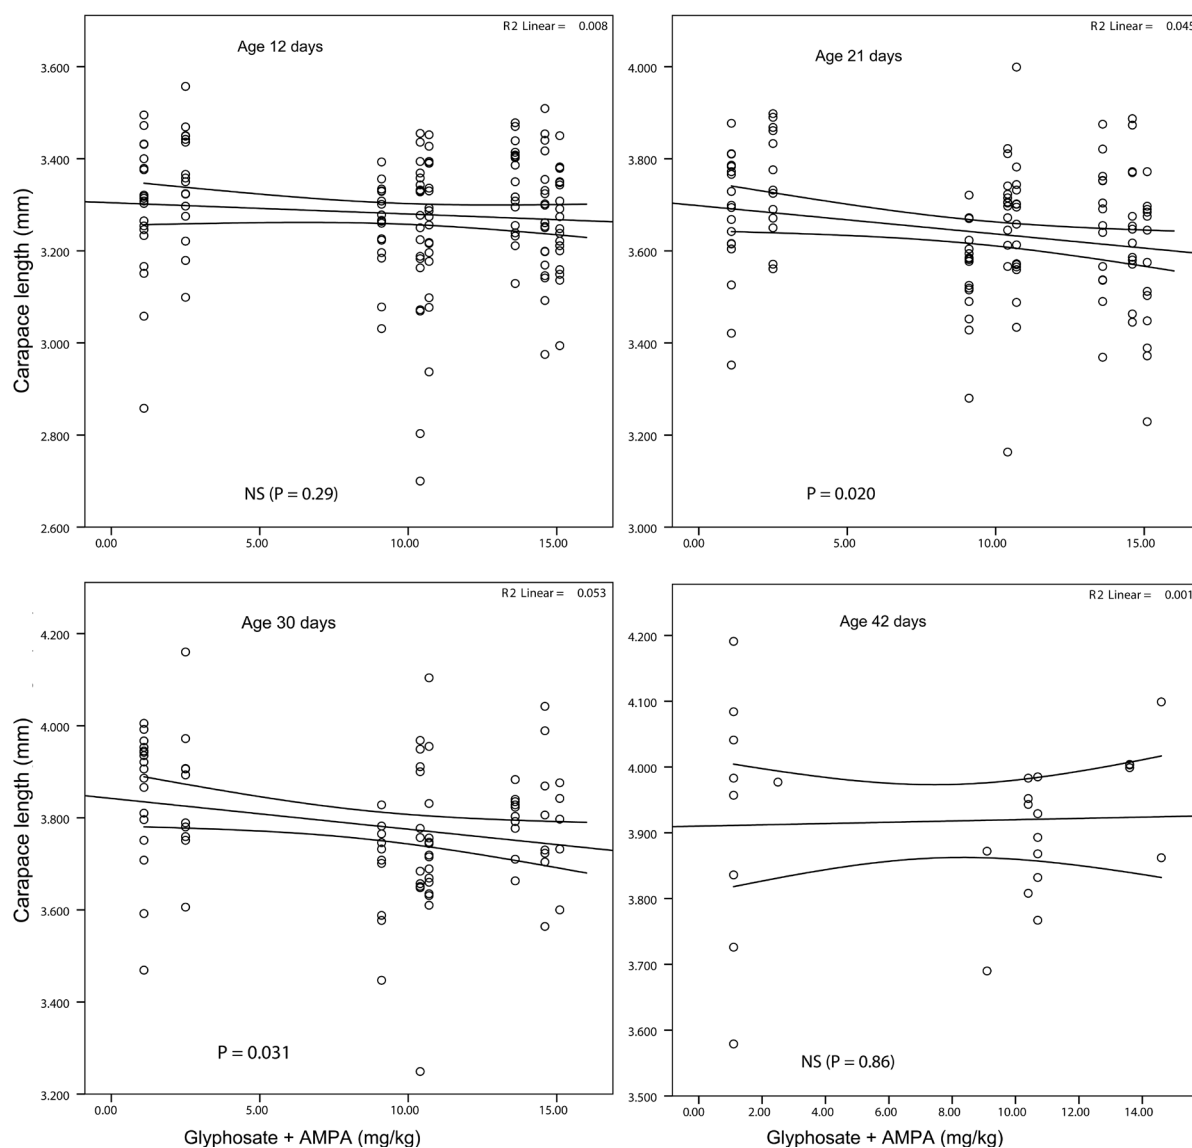 R2 Linear = 0.008
Age 12 days
3.600
3.400
3.200
3.000
2.800
2.600
Carapace length (mm)
NS (P = 0.29)
0.00 5.00 10.00 15.00
R2 Linear = 0.045
Age 21 days
4.000
3.800
3.600
3.400
3.200
3.000
P = 0.020
0.00 5.00 10.00 15.00
R2 Linear = 0.053
Age 30 days
4.200
4.000
3.800
3.600
3.400
3.200
Carapace length (mm)
P = 0.031
0.00 5.00 10.00 15.00
Glyphosate + AMPA (mg/kg)
R2 Linear = 0.001
Age 42 days
4.200
4.100
4.000
3.900
3.800
3.700
3.600
3.500
NS (P = 0.86)
0.00 2.00 4.00 6.00 8.00 10.00 12.00 14.00
Glyphosate + AMPA (mg/kg)